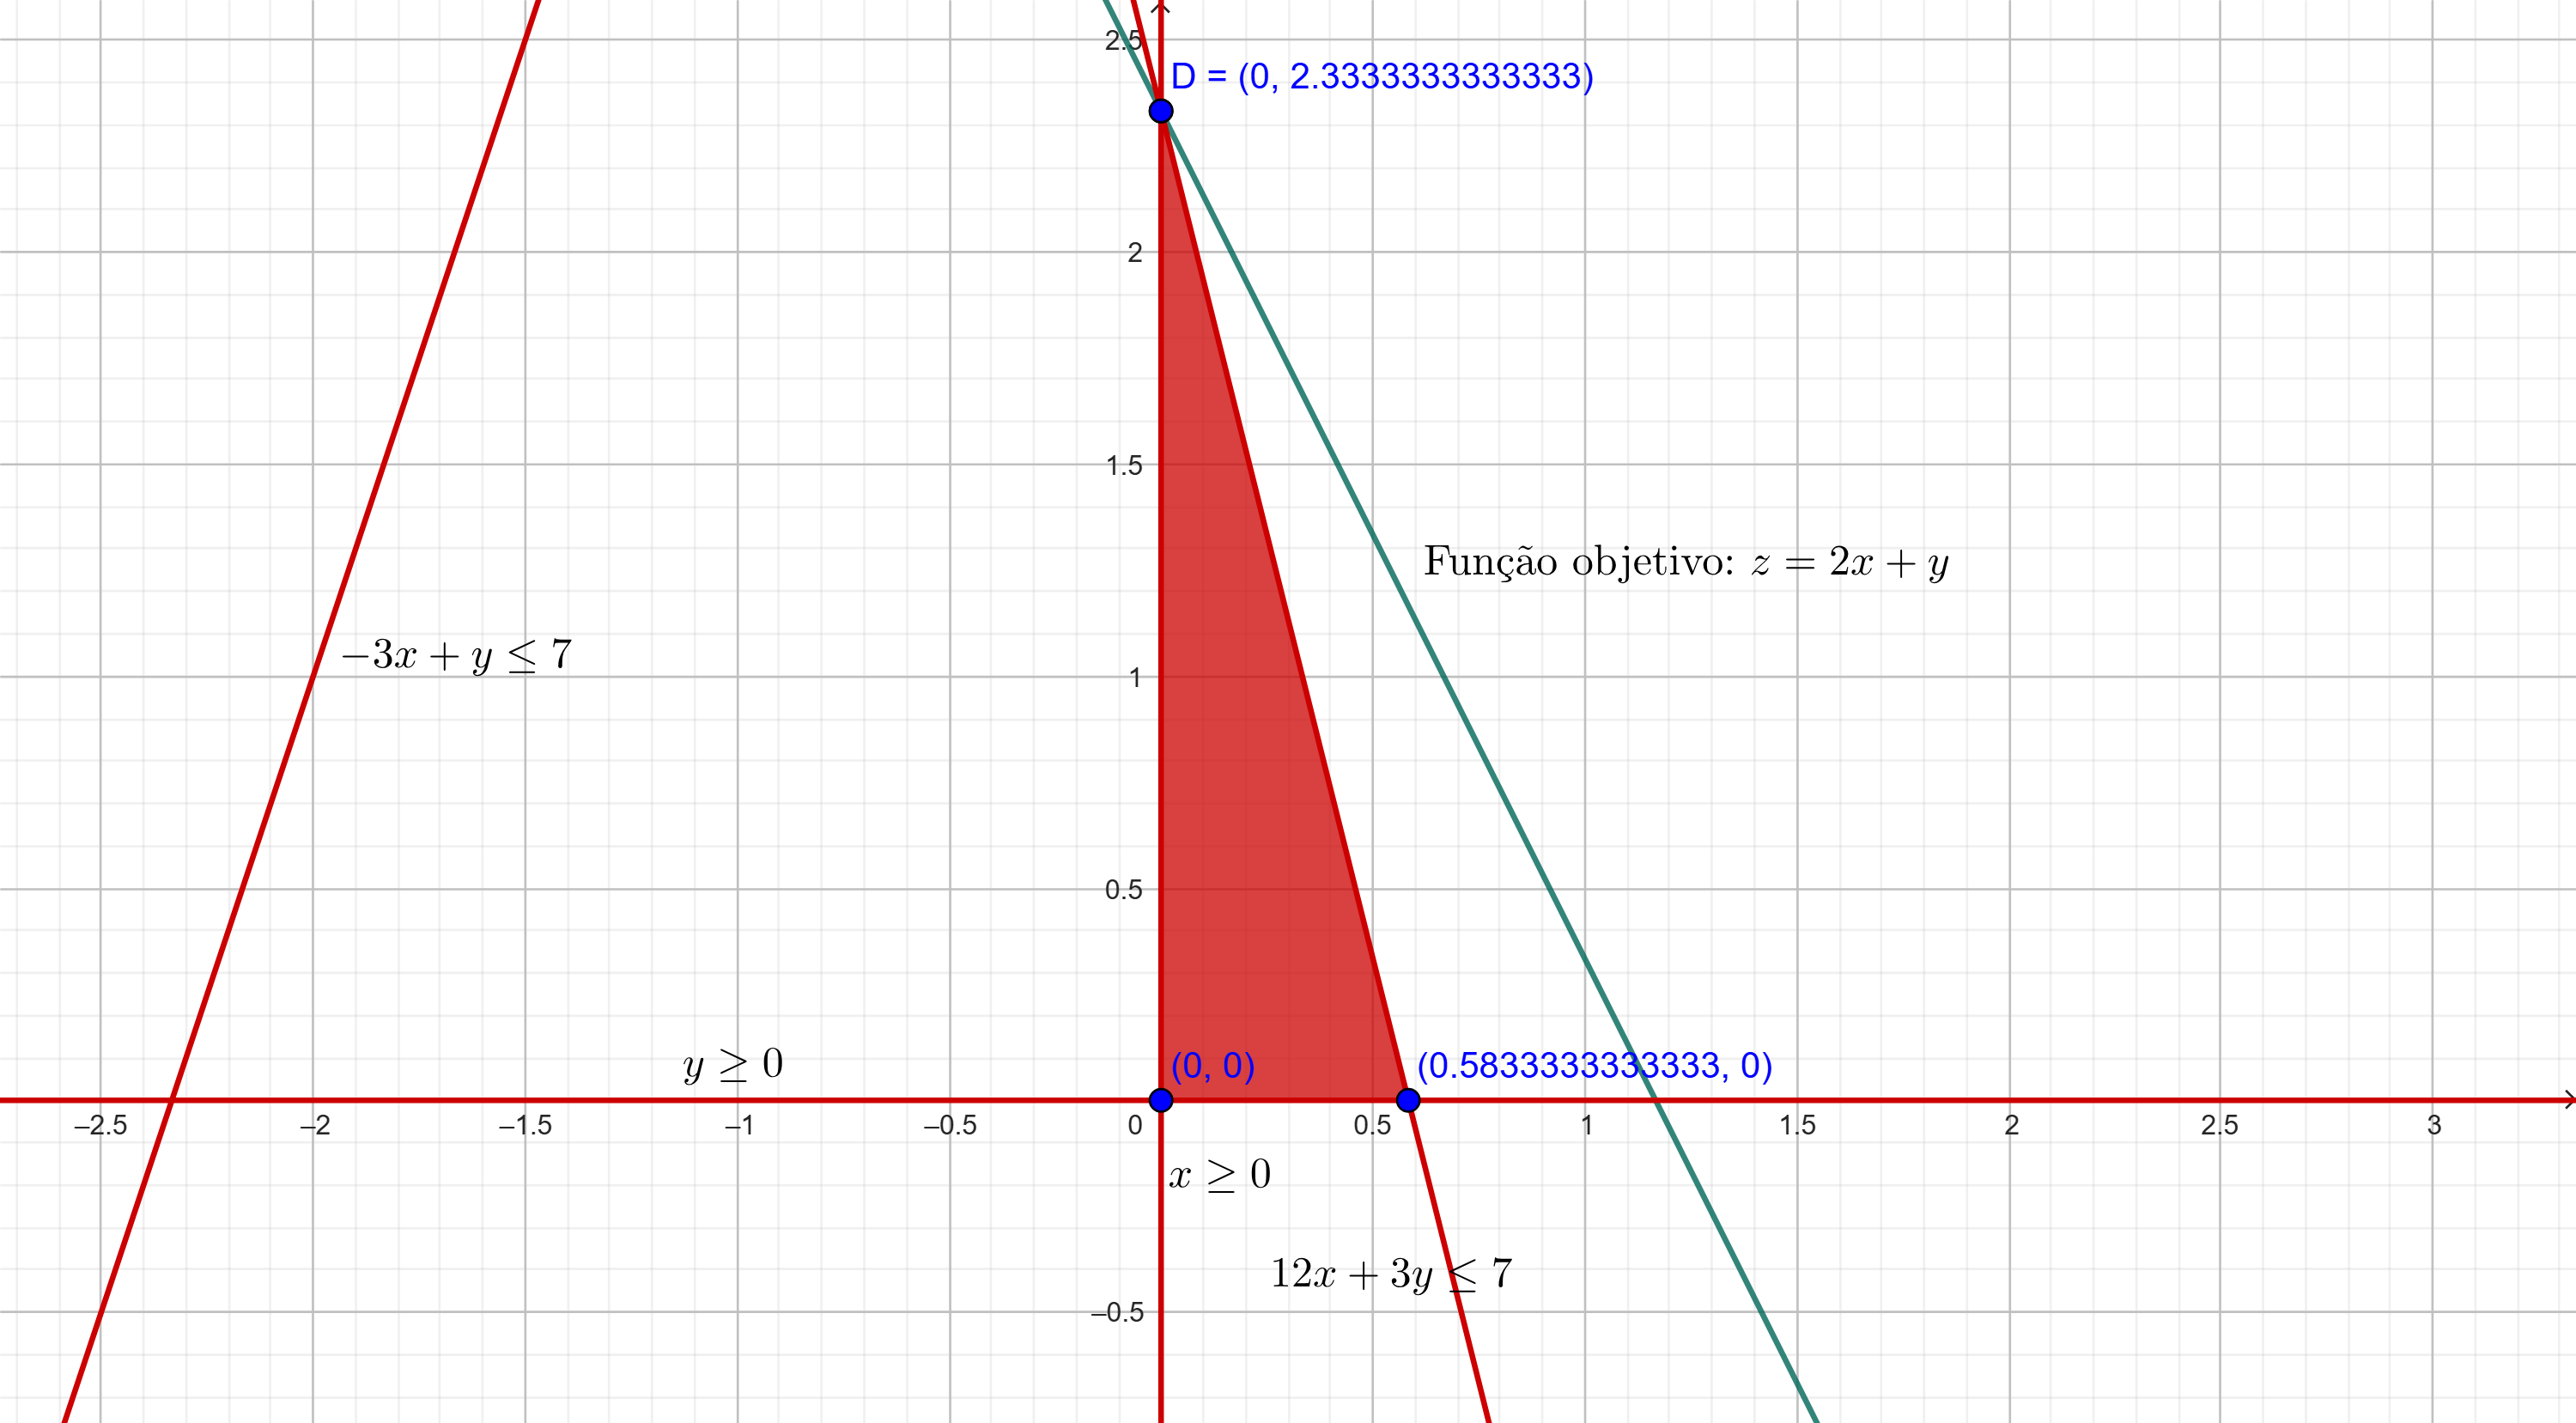 2.5
D = (0, 2.3333333333333)
2
1.5
Função objetivo: z = 2x + y
−3x + y ≤ 7
1
0.5
y ≥ 0
(0, 0)
(0.5833333333333, 0)
–2.5 –2 –1.5 –1 –0.5 0 0.5 1 1.5 2 2.5 3
x ≥ 0
12x + 3y ≤ 7
–0.5